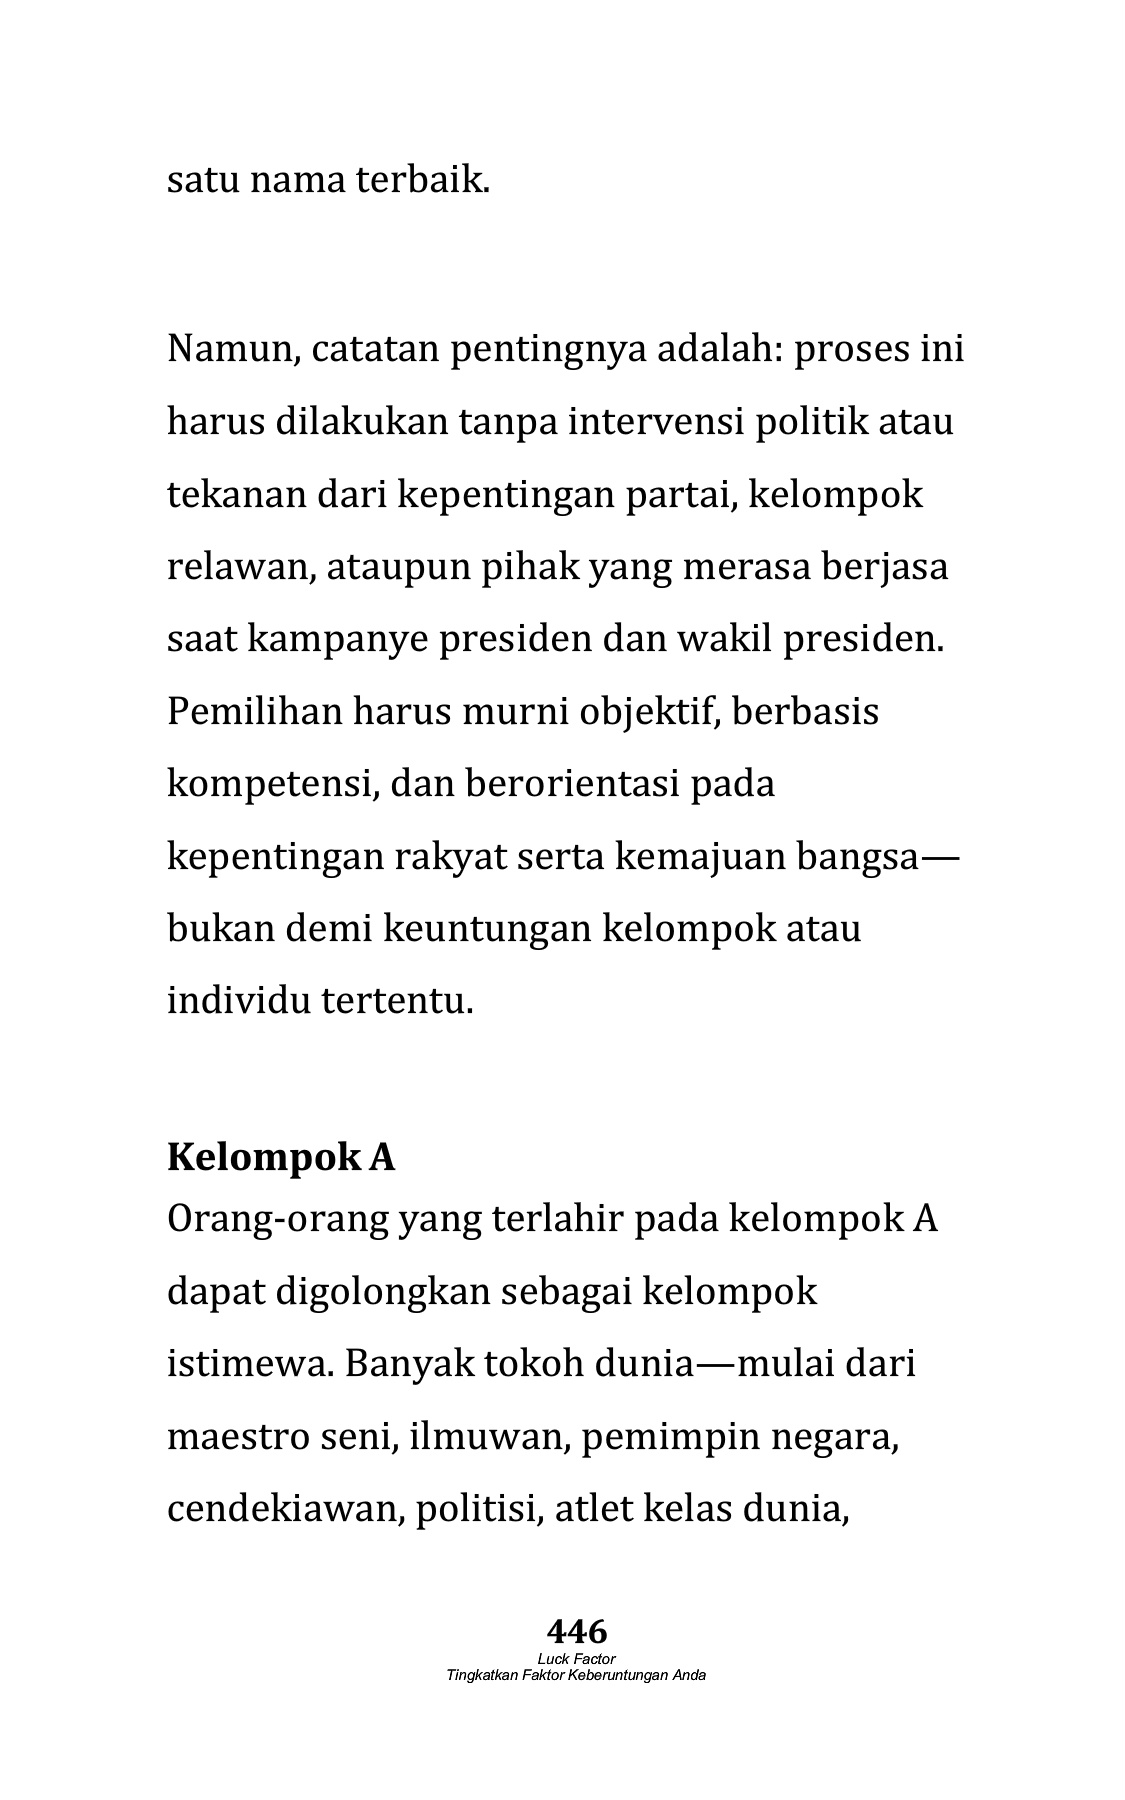 satu nama terbaik.
Namun, catatan pentingnya adalah: proses ini
harus dilakukan tanpa intervensi politik atau
tekanan dari kepentingan partai, kelompok
relawan, ataupun pihak yang merasa berjasa
saat kampanye presiden dan wakil presiden.
Pemilihan harus murni objektif, berbasis
kompetensi, dan berorientasi pada
kepentingan rakyat serta kemajuan bangsa—
bukan demi keuntungan kelompok atau
individu tertentu.
Kelompok A
Orang-orang yang terlahir pada kelompok A
dapat digolongkan sebagai kelompok
istimewa. Banyak tokoh dunia—mulai dari
maestro seni, ilmuwan, pemimpin negara,
cendekiawan, politisi, atlet kelas dunia,
446
Luck Factor
Tingkatkan Faktor Keberuntungan Anda